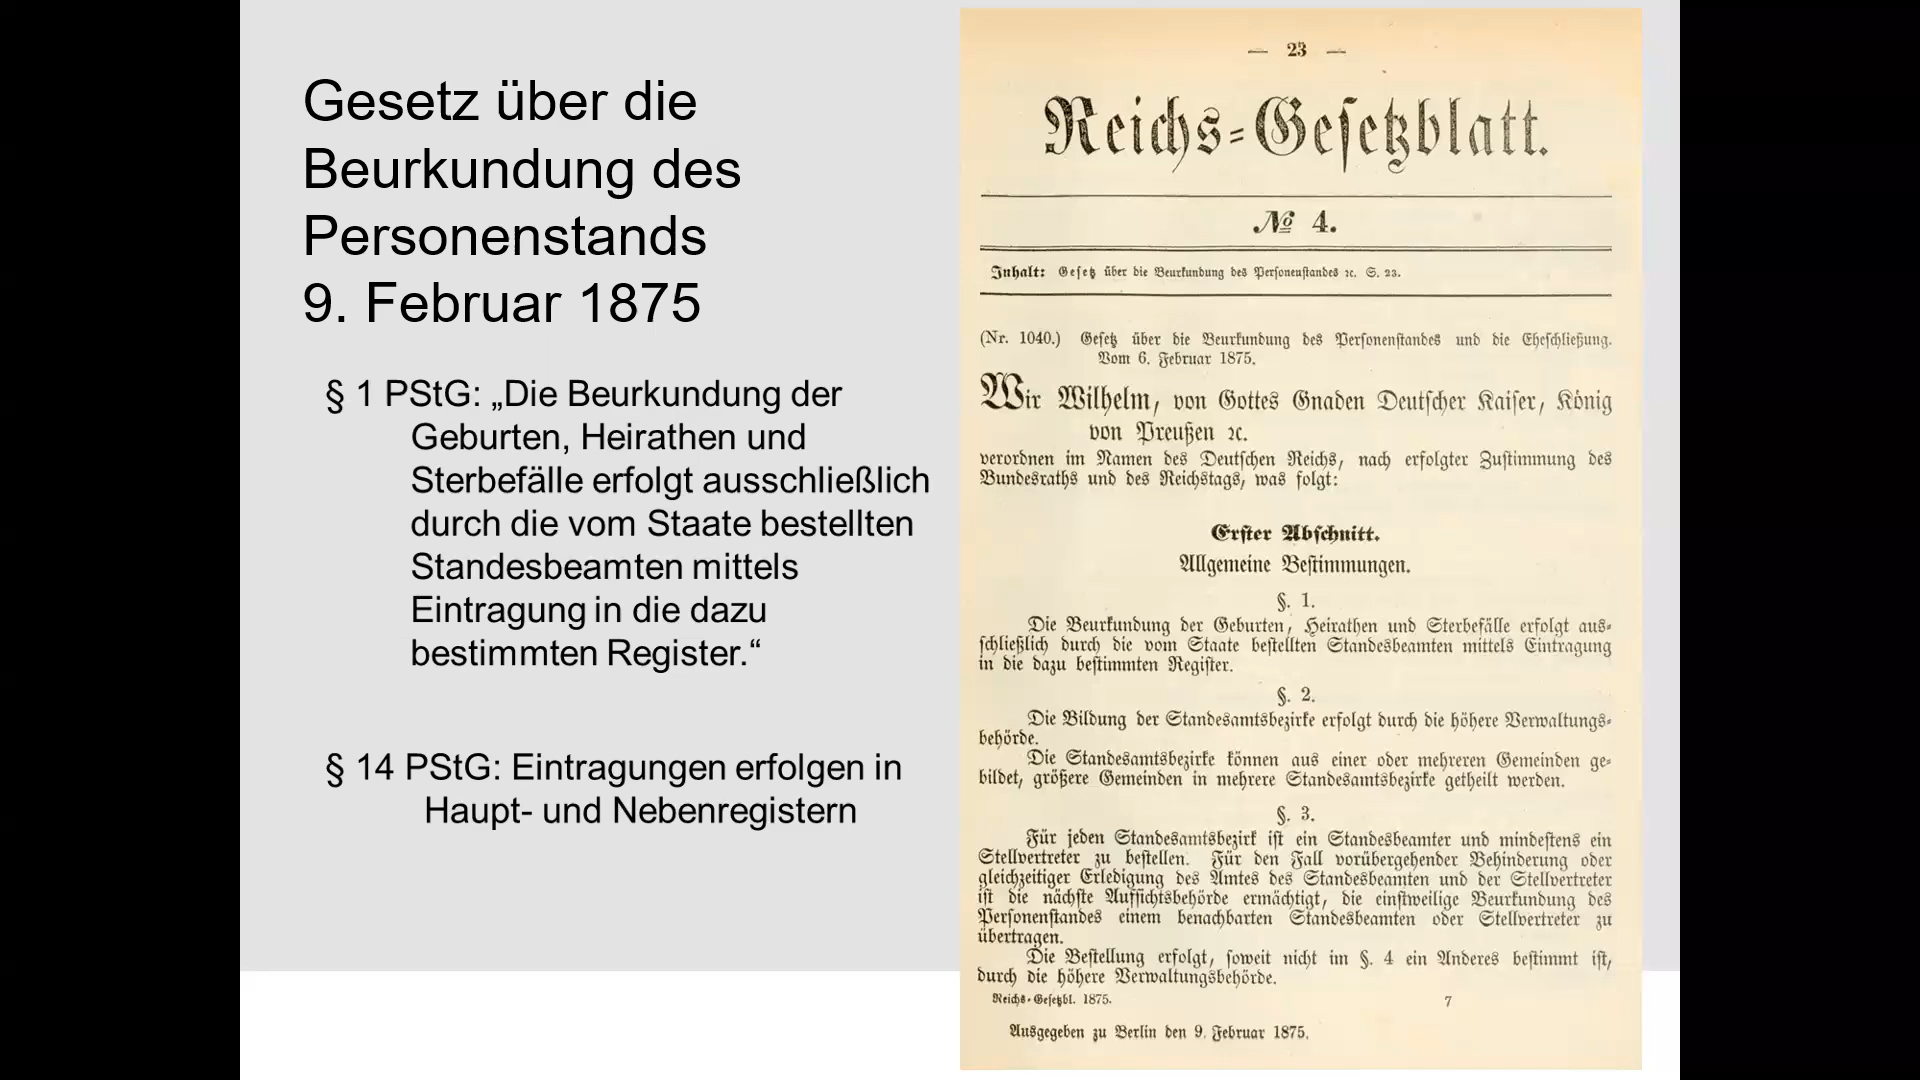 Gesetz über die
Beurkundung des
Personenstands
9. Februar 1875
§ 1 PStG: „Die Beurkundung der
Geburten, Heirathen und
Sterbefälle erfolgt ausschließlich
durch die vom Staate bestellten
Standesbeamten mittels
Eintragung in die dazu
bestimmten Register.“
§ 14 PStG: Eintragungen erfolgen in
Haupt- und Nebenregistern
— 23 —
Reichs-Gesetzblatt.
№ 4.
Inhalt: Gesetz über die Beurkundung des Personenstandes ꝛc. S. 23.
(Nr. 1040.) Gesetz über die Beurkundung des Personenstandes und die Eheschließung.
Vom 6. Februar 1875.
Wir Wilhelm, von Gottes Gnaden Deutscher Kaiser, König
von Preußen ꝛc.
verordnen im Namen des Deutschen Reichs, nach erfolgter Zustimmung des
Bundesraths und des Reichstags, was folgt:
Erster Abschnitt.
Allgemeine Bestimmungen.
§. 1.
Die Beurkundung der Geburten, Heirathen und Sterbefälle erfolgt aus-
schließlich durch die vom Staate bestellten Standesbeamten mittels Eintragung
in die dazu bestimmten Register.
§. 2.
Die Bildung der Standesamtsbezirke erfolgt durch die höhere Verwaltungs-
behörde.
Die Standesamtsbezirke können aus einer oder mehreren Gemeinden ge-
bildet, größere Gemeinden in mehrere Standesamtsbezirke getheilt werden.
§. 3.
Für jeden Standesamtsbezirk ist ein Standesbeamter und mindestens ein
Stellvertreter zu bestellen. Für den Fall vorübergehender Behinderung oder
gleichzeitiger Erledigung des Amtes des Standesbeamten und der Stellvertreter
ist die nächste Aufsichtsbehörde ermächtigt, die einstweilige Beurkundung des
Personenstandes einem benachbarten Standesbeamten oder Stellvertreter zu
übertragen.
Die Bestellung erfolgt, soweit nicht im §. 4 ein Anderes bestimmt ist,
durch die höhere Verwaltungsbehörde.
Reichs-Gesetzbl. 1875. 7
Ausgegeben zu Berlin den 9. Februar 1875.